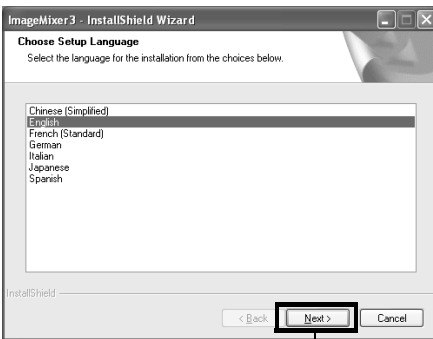 ImageMixer3 - InstallShield Wizard
Choose Setup Language
Select the language for the installation from the choices below.
Chinese (Simplified)
English
French (Standard)
German
Italian
Japanese
Spanish
InstallShield
< Back Next > Cancel